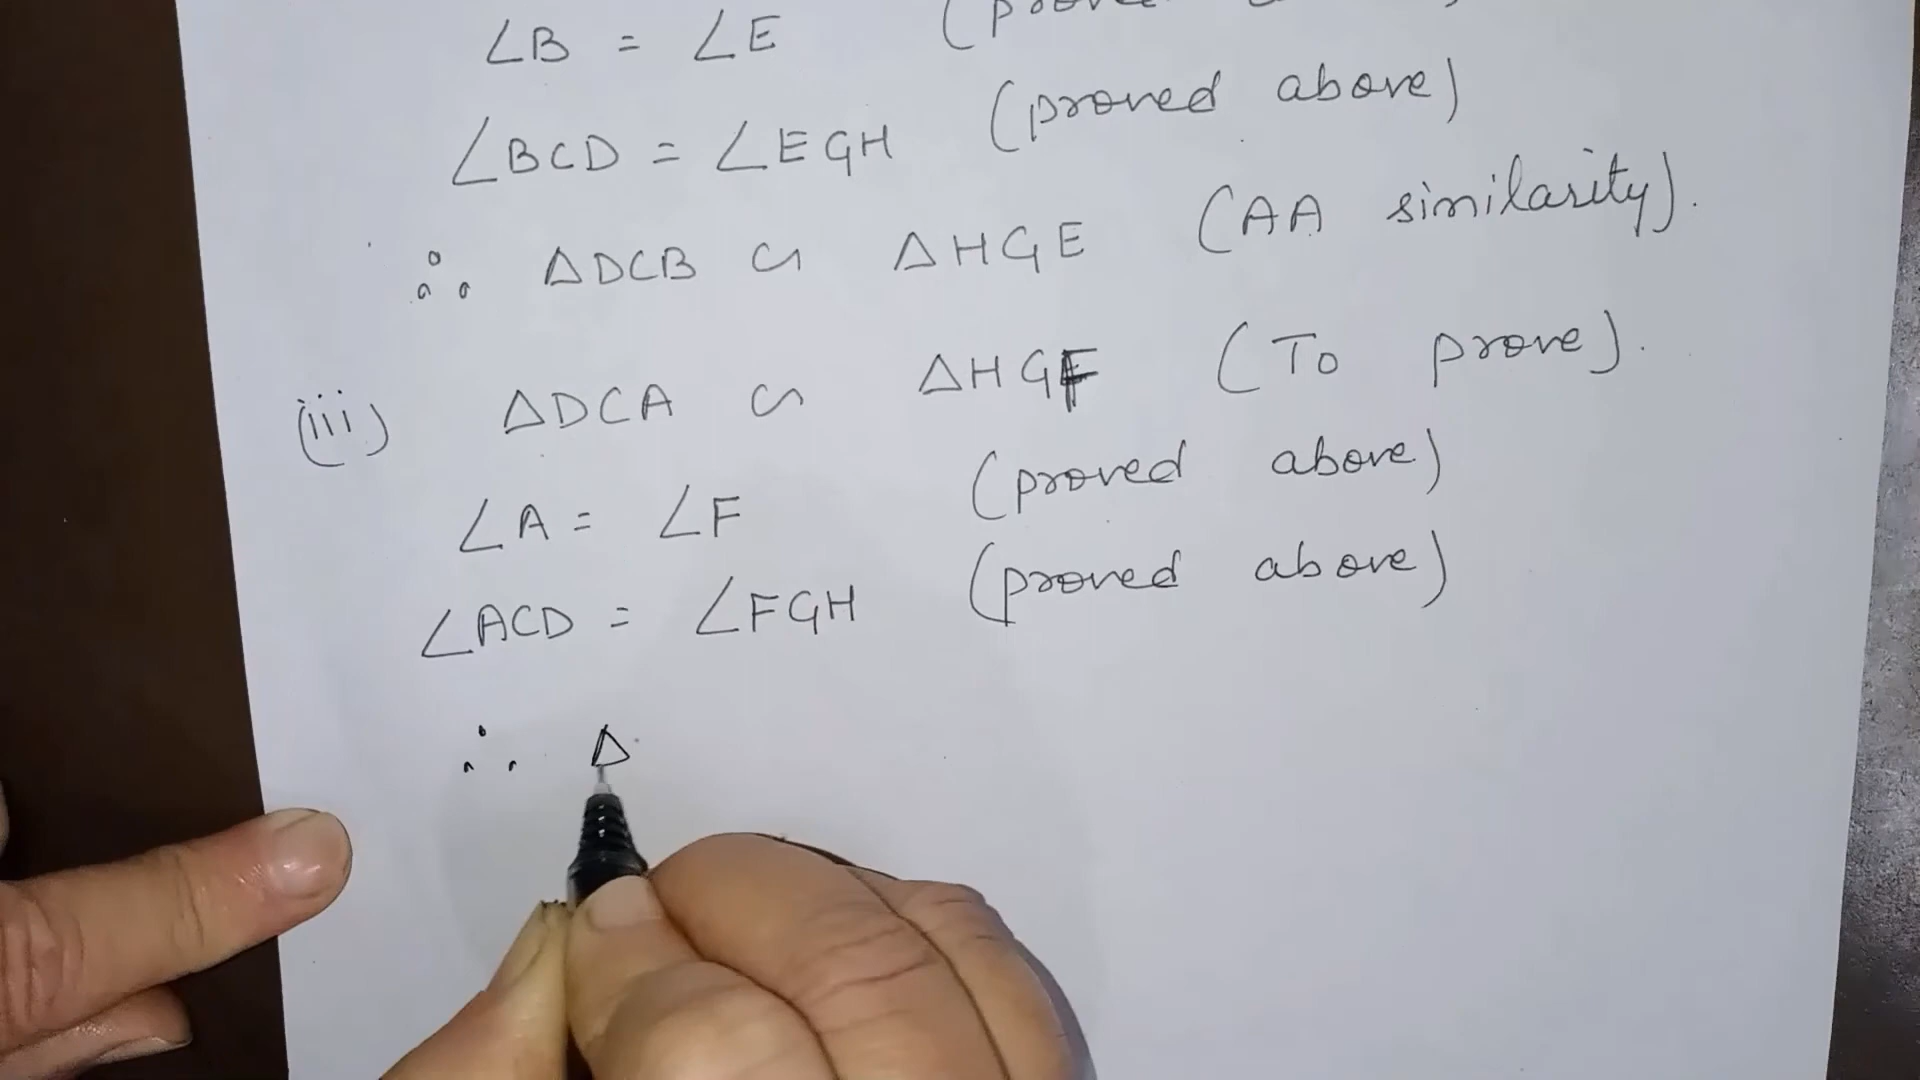 ∠B = ∠E
∠BCD = ∠EGH (proved above)
∴ ΔDCB ∽ ΔHGE (AA similarity).
(iii) ΔDCA ∽ ΔHGF (To prove).
∠A = ∠F (proved above)
∠ACD = ∠FGH (proved above)
∴ Δ